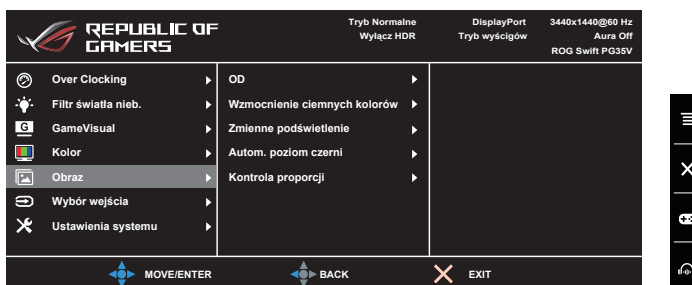 REPUBLIC OF
GAMERS
Tryb Normalne
Wyłącz HDR
DisplayPort
Tryb wyścigów
3440x1440@60 Hz
Aura Off
ROG Swift PG35V
Over Clocking
Filtr światła nieb.
G
GameVisual
Kolor
Obraz
Wybór wejścia
Ustawienia systemu
OD
Wzmocnienie ciemnych kolorów
Zmienne podświetlenie
Autom. poziom czerni
Kontrola proporcji
MOVE/ENTER
BACK
EXIT